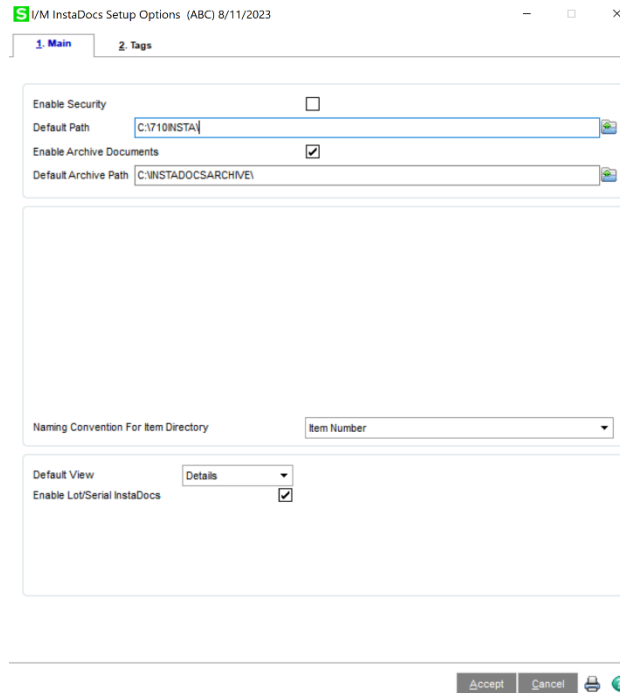 S I/M InstaDocs Setup Options (ABC) 8/11/2023
1. Main 2. Tags
Enable Security
Default Path C:\710INSTA\
Enable Archive Documents
Default Archive Path C:\INSTADOCSARCHIVE\
Naming Convention For Item Directory Item Number
Default View Details
Enable Lot/Serial InstaDocs
Accept Cancel